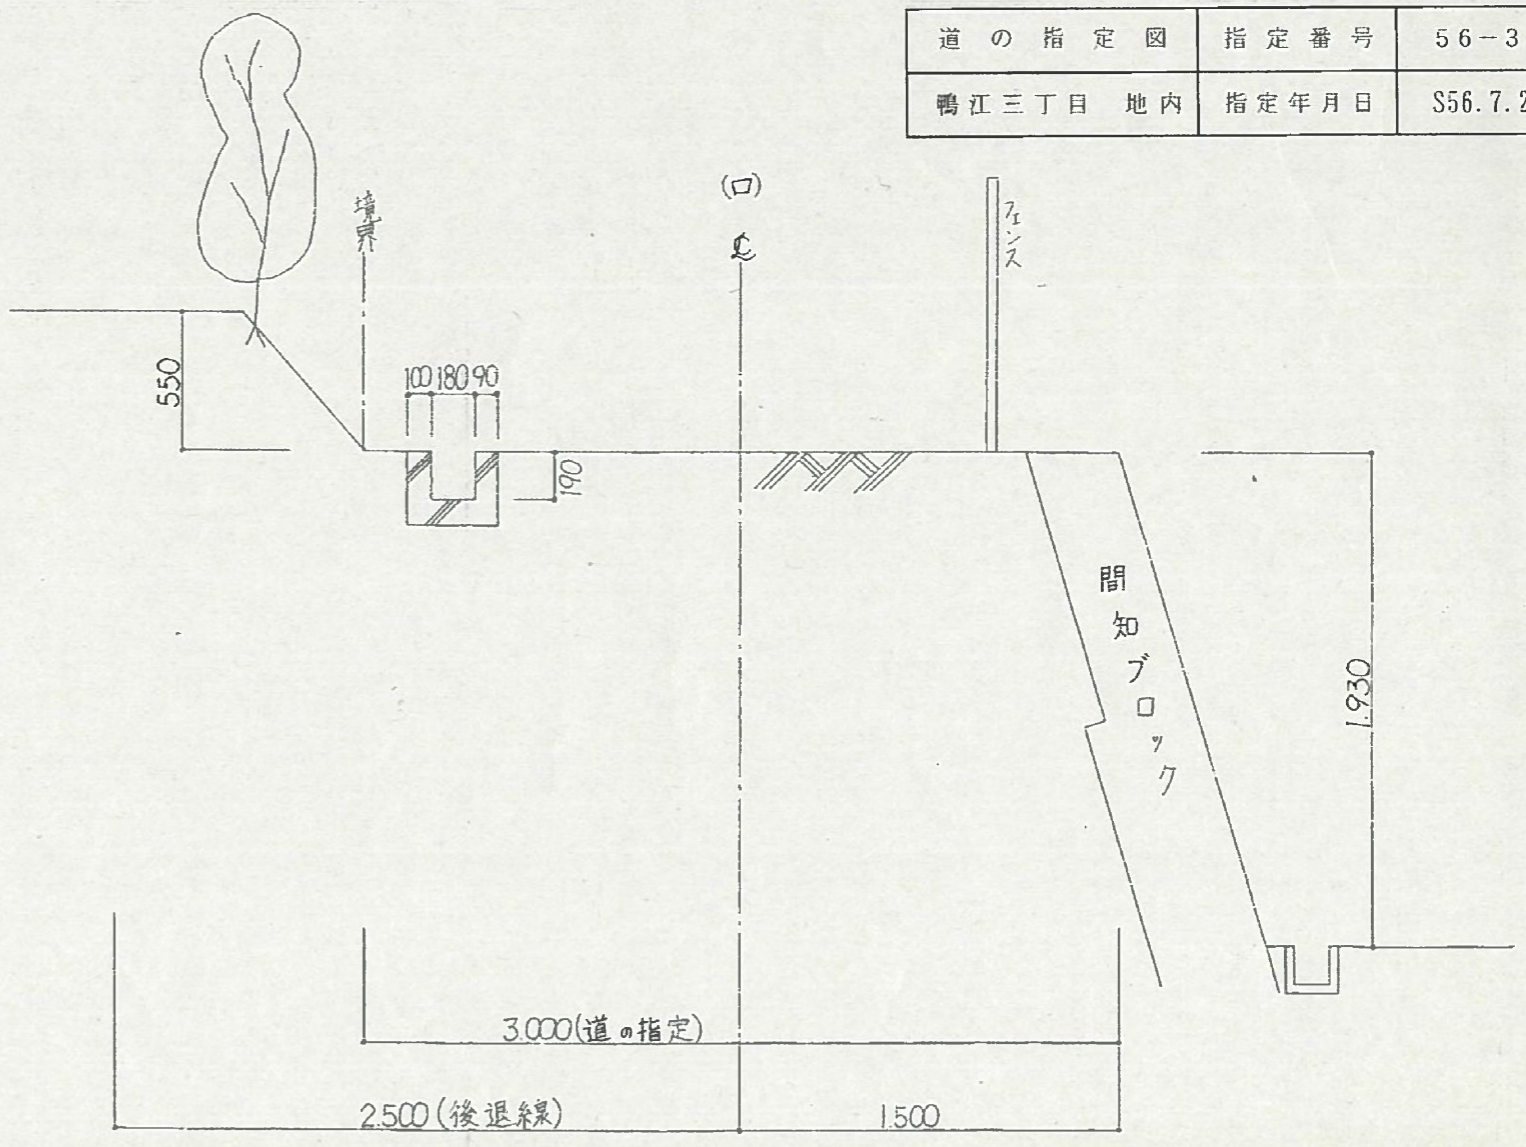 道の指定図 指定番号 56-3
鴨江三丁目 地内 指定年月日 S56.7.2
(ロ)
境界
フェンス
550
100 180 90
190
間知ブロック
1.930
3.000(道の指定)
2.500(後退線)
1.500